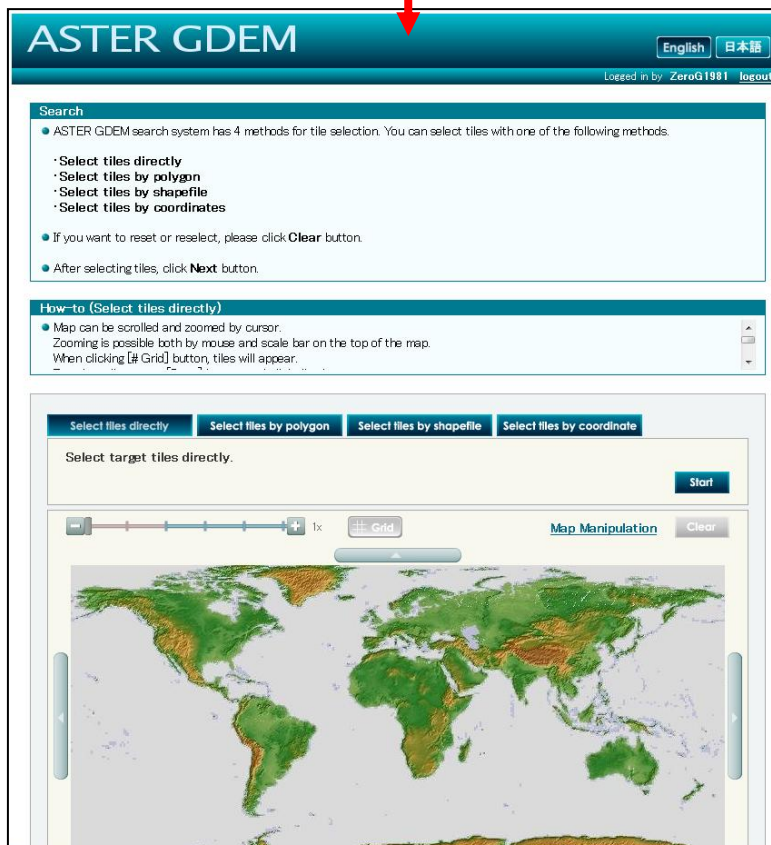 ASTER GDEM
English 日本語
Logged in by ZeroG1981 logout
Search
ASTER GDEM search system has 4 methods for tile selection. You can select tiles with one of the following methods.
・Select tiles directly
・Select tiles by polygon
・Select tiles by shapefile
・Select tiles by coordinates
If you want to reset or reselect, please click Clear button.
After selecting tiles, click Next button.
How-to (Select tiles directly)
Map can be scrolled and zoomed by cursor.
Zooming is possible both by mouse and scale bar on the top of the map.
When clicking [# Grid] button, tiles will appear.
Select tiles directly Select tiles by polygon Select tiles by shapefile Select tiles by coordinate
Select target tiles directly.
Start
1x # Grid Map Manipulation Clear